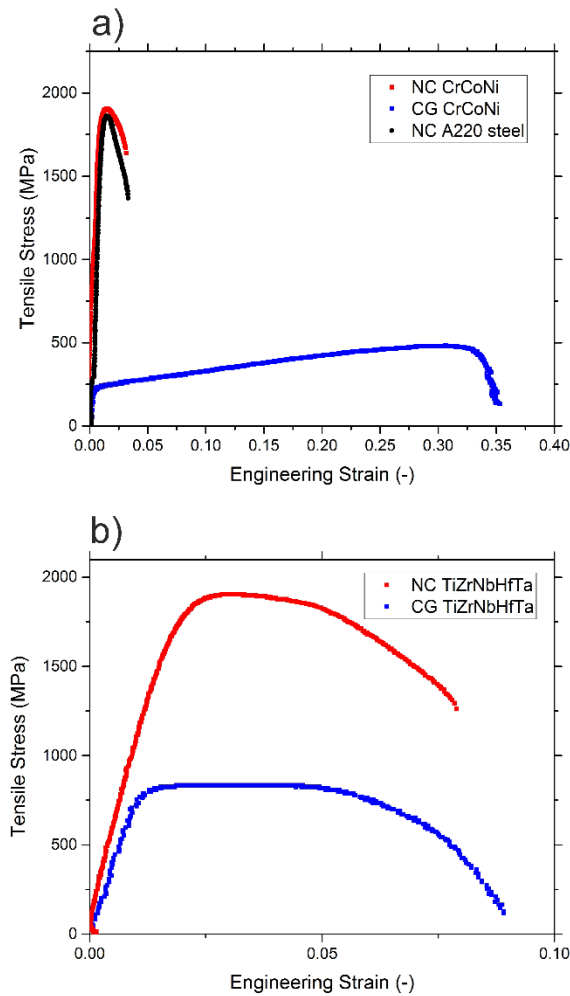 a)
2000
1500
1000
500
0
Tensile Stress (MPa)
NC CrCoNi
CG CrCoNi
NC A220 steel
0.00 0.05 0.10 0.15 0.20 0.25 0.30 0.35 0.40
Engineering Strain (-)
b)
2000
1500
1000
500
0
Tensile Stress (MPa)
NC TiZrNbHfTa
CG TiZrNbHfTa
0.00 0.05 0.10
Engineering Strain (-)